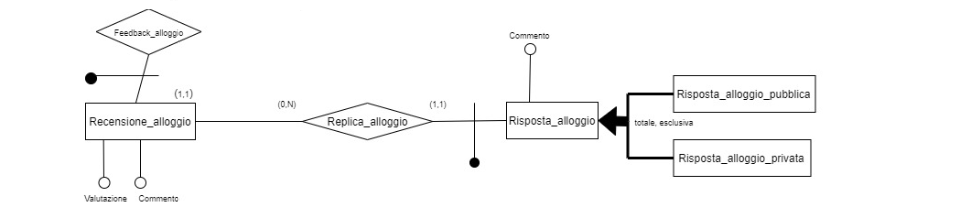 Feedback_alloggio
(1,1)
Recensione_alloggio
Valutazione
Commento
(0,N)
Replica_alloggio
(1,1)
Commento
Risposta_alloggio
totale, esclusiva
Risposta_alloggio_pubblica
Risposta_alloggio_privata